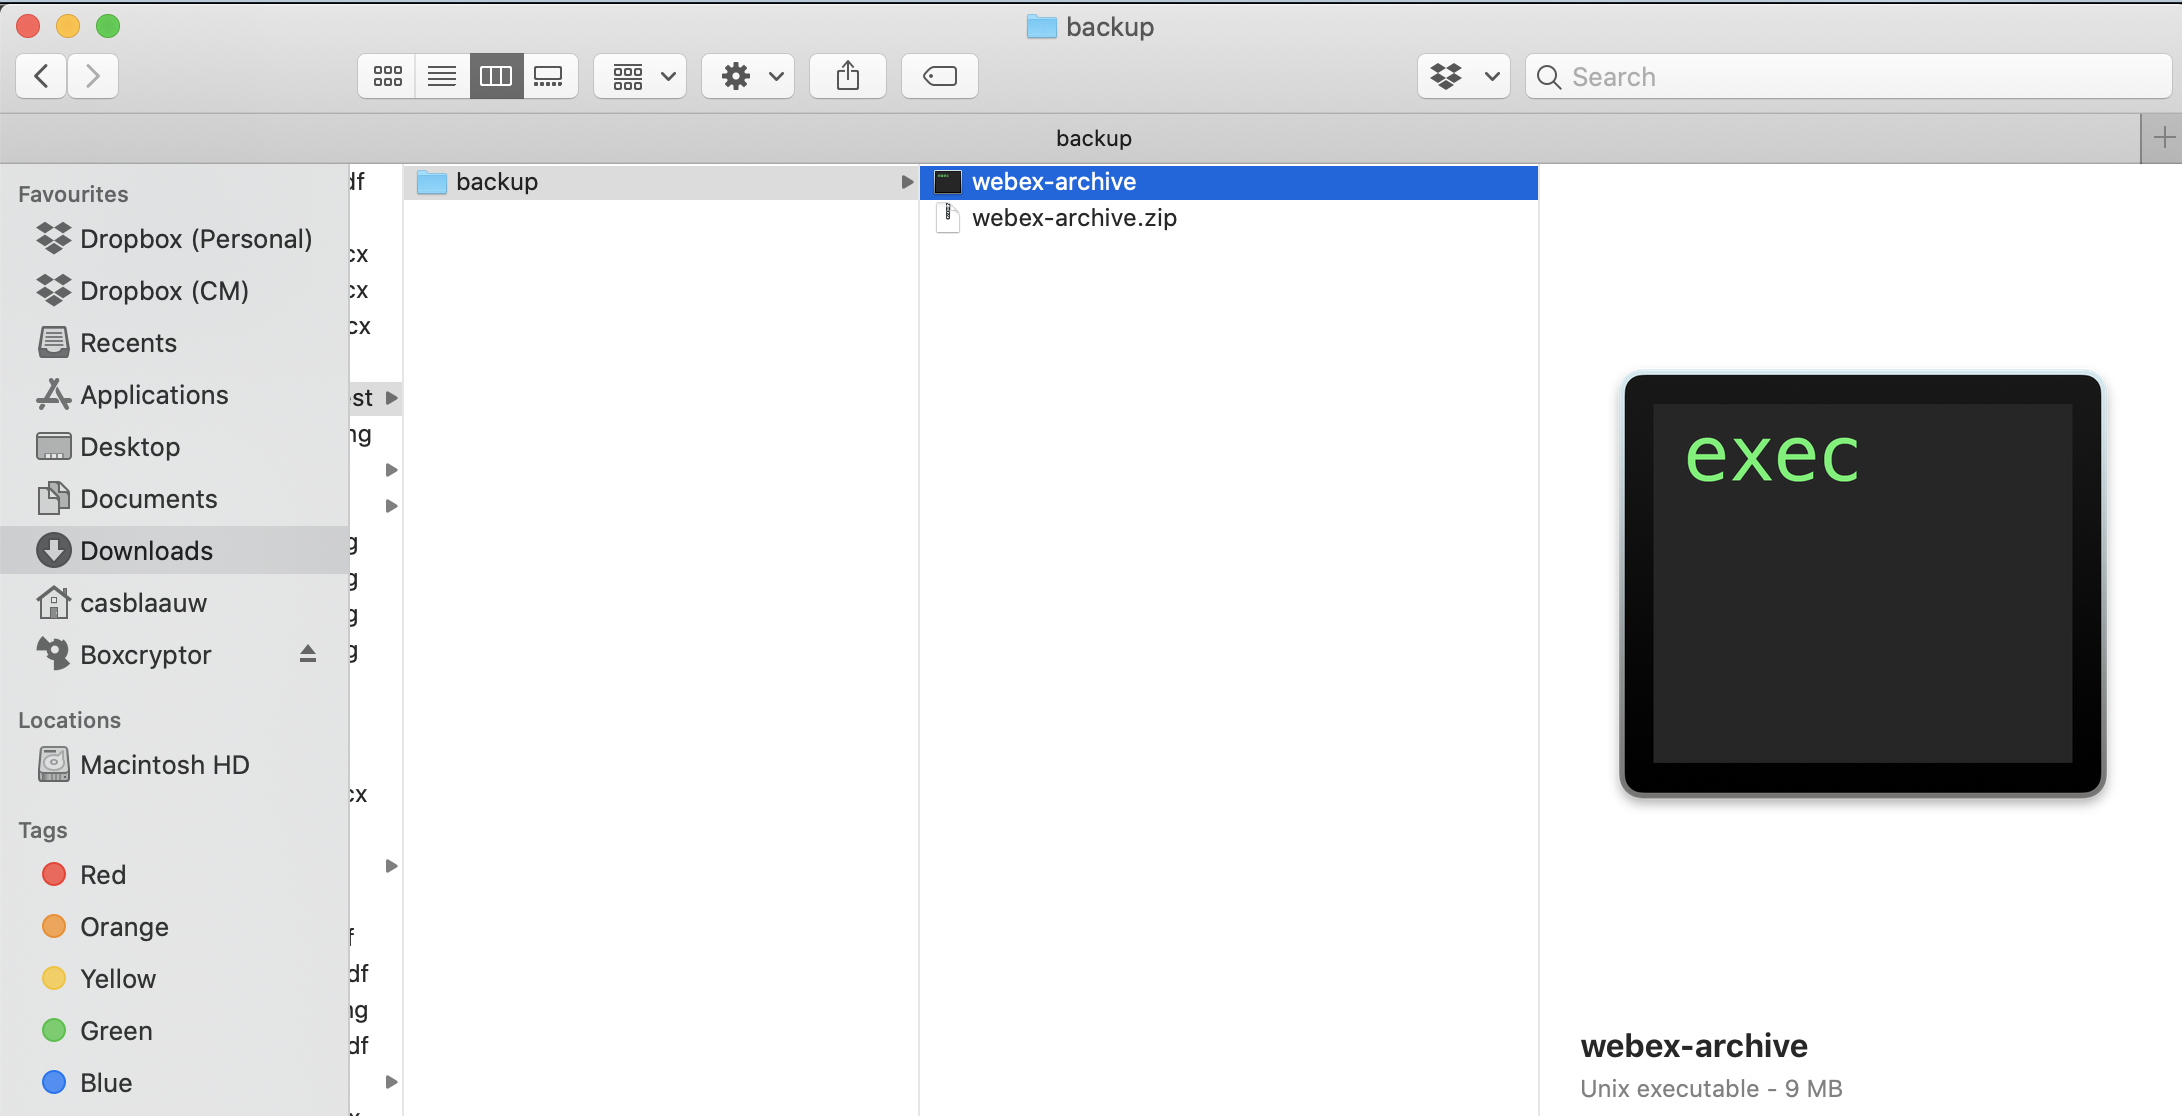 backup
Search
backup
Favourites
Dropbox (Personal)
Dropbox (CM)
Recents
Applications
Desktop
Documents
Downloads
casblaauw
Boxcryptor
Locations
Macintosh HD
Tags
Red
Orange
Yellow
Green
Blue
df
cx
cx
cx
st
ng
g
g
g
g
cx
f
df
ng
df
backup
webex-archive
webex-archive.zip
exec
webex-archive
Unix executable - 9 MB